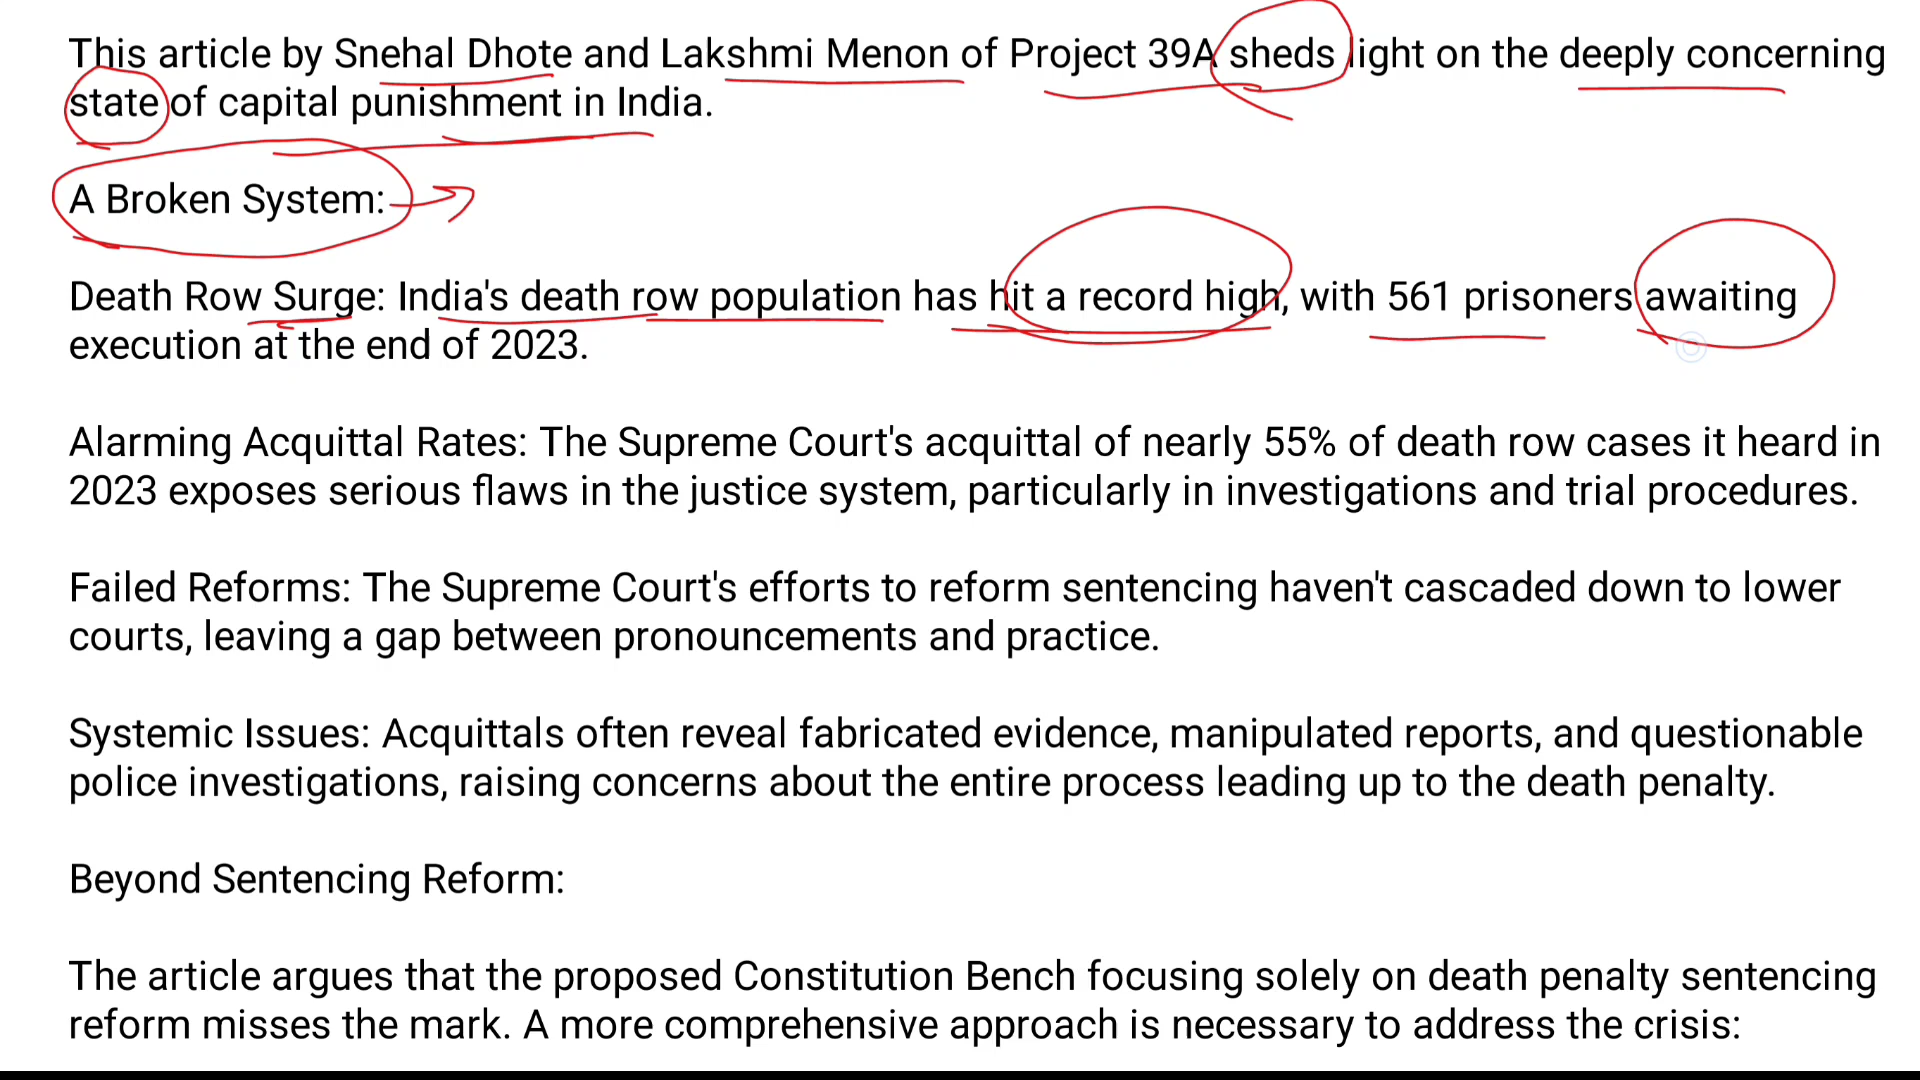 This article by Snehal Dhote and Lakshmi Menon of Project 39A sheds light on the deeply concerning
state of capital punishment in India.
A Broken System:
Death Row Surge: India's death row population has hit a record high, with 561 prisoners awaiting
execution at the end of 2023.
Alarming Acquittal Rates: The Supreme Court's acquittal of nearly 55% of death row cases it heard in
2023 exposes serious flaws in the justice system, particularly in investigations and trial procedures.
Failed Reforms: The Supreme Court's efforts to reform sentencing haven't cascaded down to lower
courts, leaving a gap between pronouncements and practice.
Systemic Issues: Acquittals often reveal fabricated evidence, manipulated reports, and questionable
police investigations, raising concerns about the entire process leading up to the death penalty.
Beyond Sentencing Reform:
The article argues that the proposed Constitution Bench focusing solely on death penalty sentencing
reform misses the mark. A more comprehensive approach is necessary to address the crisis: